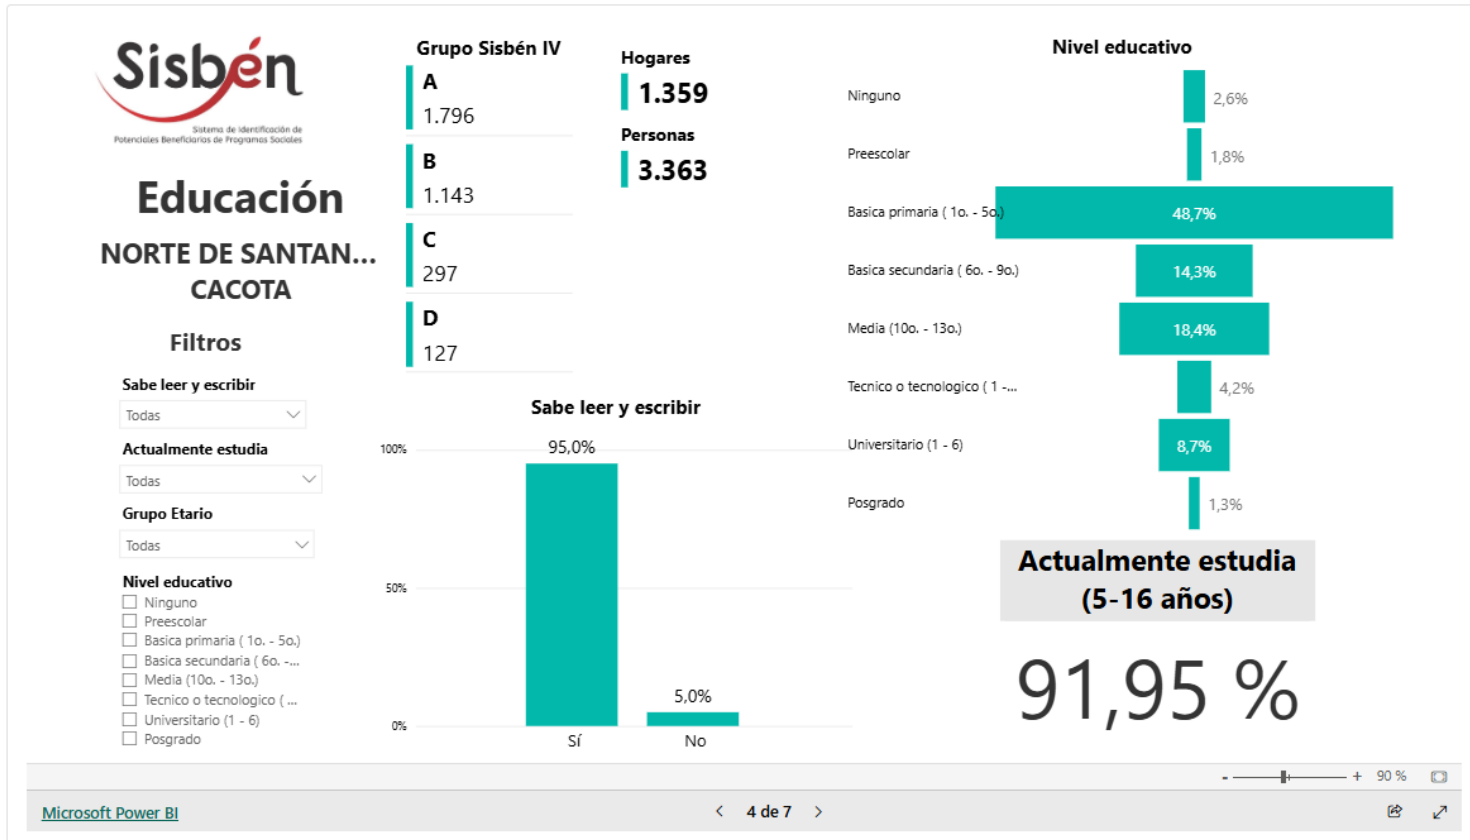 Sisbén
Sistema de Identificación de
Potenciales Beneficiarios de Programas Sociales
Educación
NORTE DE SANTAN...
CACOTA
Filtros
Sabe leer y escribir
Todas
Actualmente estudia
Todas
Grupo Etario
Todas
Nivel educativo
Ninguno
Preescolar
Basica primaria ( 1o. - 5o.)
Basica secundaria ( 6o. -...
Media (10o. - 13o.)
Tecnico o tecnologico ( ...
Universitario (1 - 6)
Posgrado
Grupo Sisbén IV
A
1.796
B
1.143
C
297
D
127
Hogares
1.359
Personas
3.363
Sabe leer y escribir
100%
50%
0%
95,0%
5,0%
Sí
No
Nivel educativo
Ninguno
2,6%
Preescolar
1,8%
Basica primaria ( 1o. - 5o.)
48,7%
Basica secundaria ( 6o. - 9o.)
14,3%
Media (10o. - 13o.)
18,4%
Tecnico o tecnologico ( 1 -...
4,2%
Universitario (1 - 6)
8,7%
Posgrado
1,3%
Actualmente estudia
(5-16 años)
91,95 %
- + 90 %
Microsoft Power BI
< 4 de 7 >